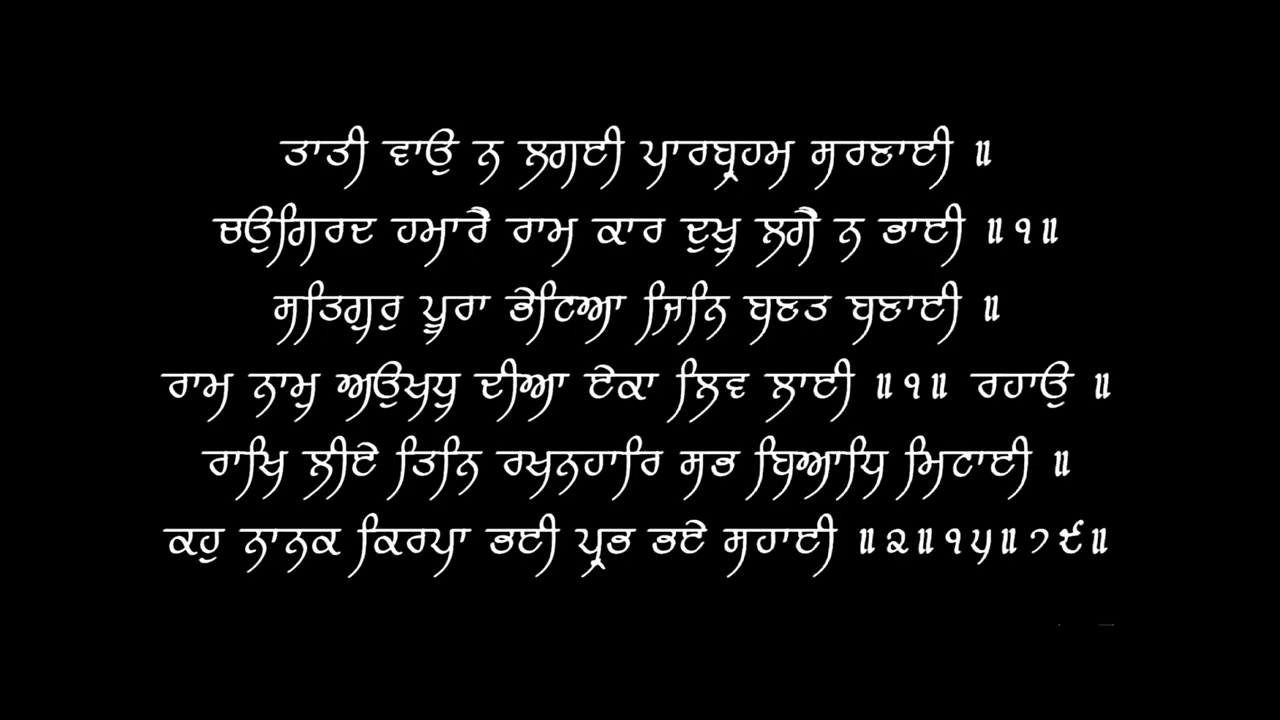 ਤਾਤੀ ਵਾਉ ਨ ਲਗਈ ਪਾਰਬ੍ਰਹਮ ਸਰਣਾਈ ॥
ਚਉਗਿਰਦ ਹਮਾਰੈ ਰਾਮ ਕਾਰ ਦੁਖੁ ਲਗੈ ਨ ਭਾਈ ॥੧॥
ਸਤਿਗੁਰੁ ਪੂਰਾ ਭੇਟਿਆ ਜਿਨਿ ਬਣਤ ਬਣਾਈ ॥
ਰਾਮ ਨਾਮੁ ਅਉਖਧੁ ਦੀਆ ਏਕਾ ਲਿਵ ਲਾਈ ॥੧॥ ਰਹਾਉ ॥
ਰਾਖਿ ਲੀਏ ਤਿਨਿ ਰਖਨਹਾਰਿ ਸਭ ਬਿਆਧਿ ਮਿਟਾਈ ॥
ਕਹੁ ਨਾਨਕ ਕਿਰਪਾ ਭਈ ਪ੍ਰਭ ਭਏ ਸਹਾਈ ॥੨॥੧੫॥੭੯॥